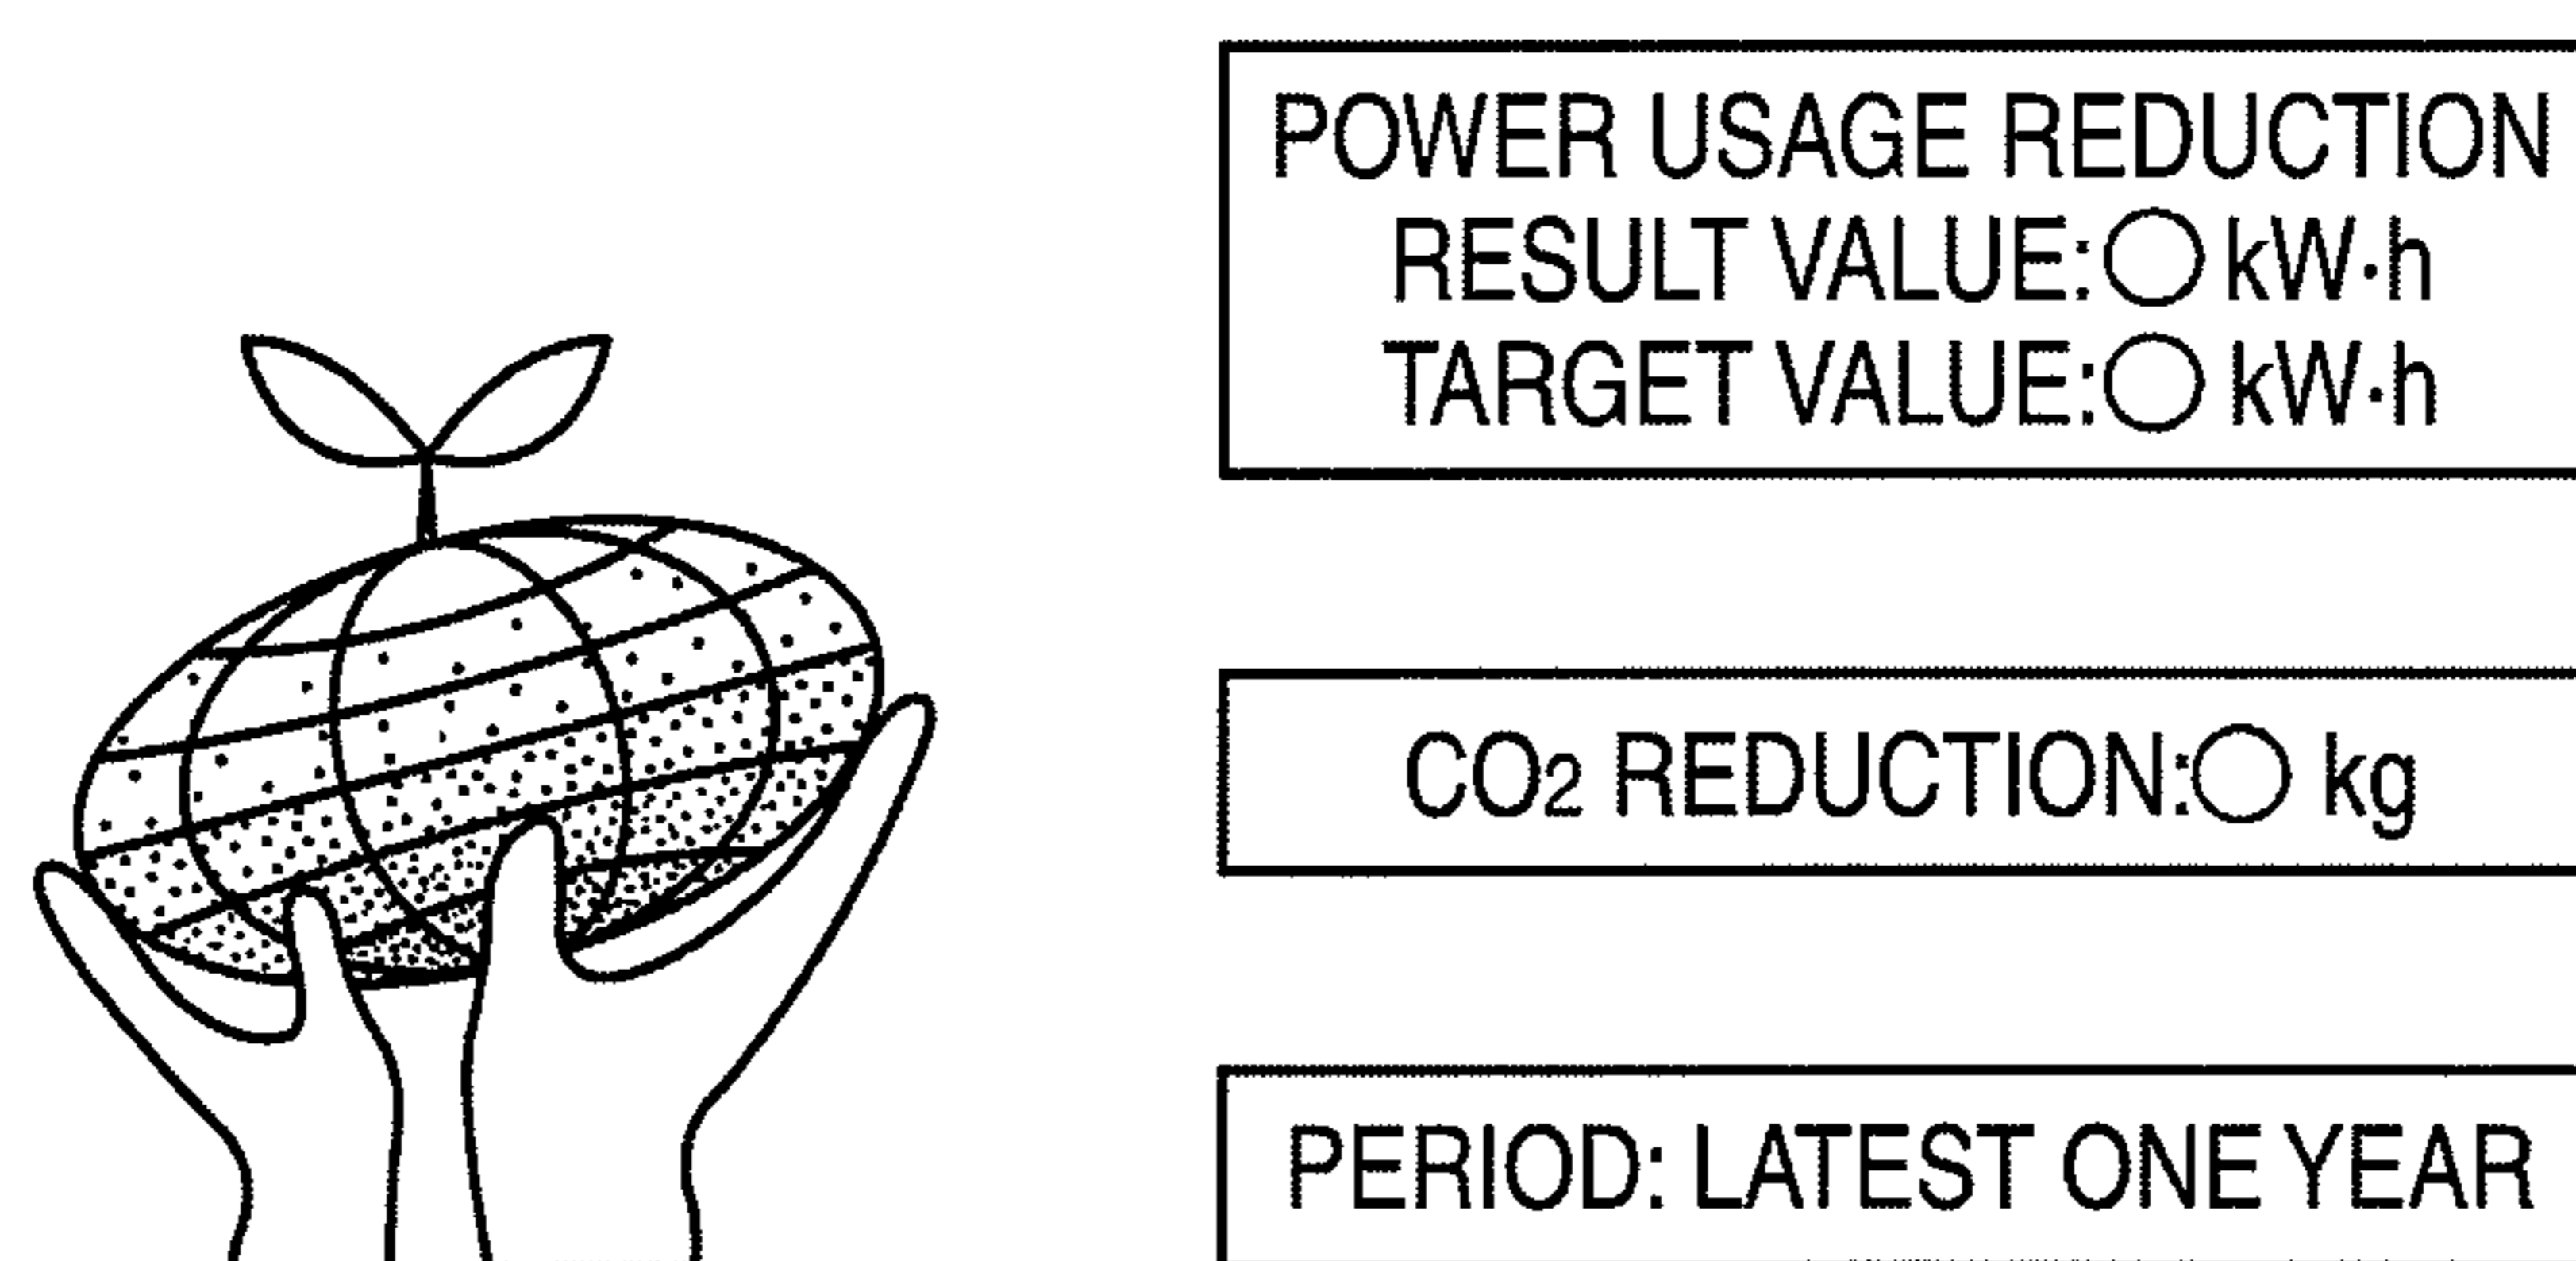 POWER USAGE REDUCTION
RESULT VALUE:○ kW·h
TARGET VALUE:○ kW·h
CO2 REDUCTION:○ kg
PERIOD: LATEST ONE YEAR